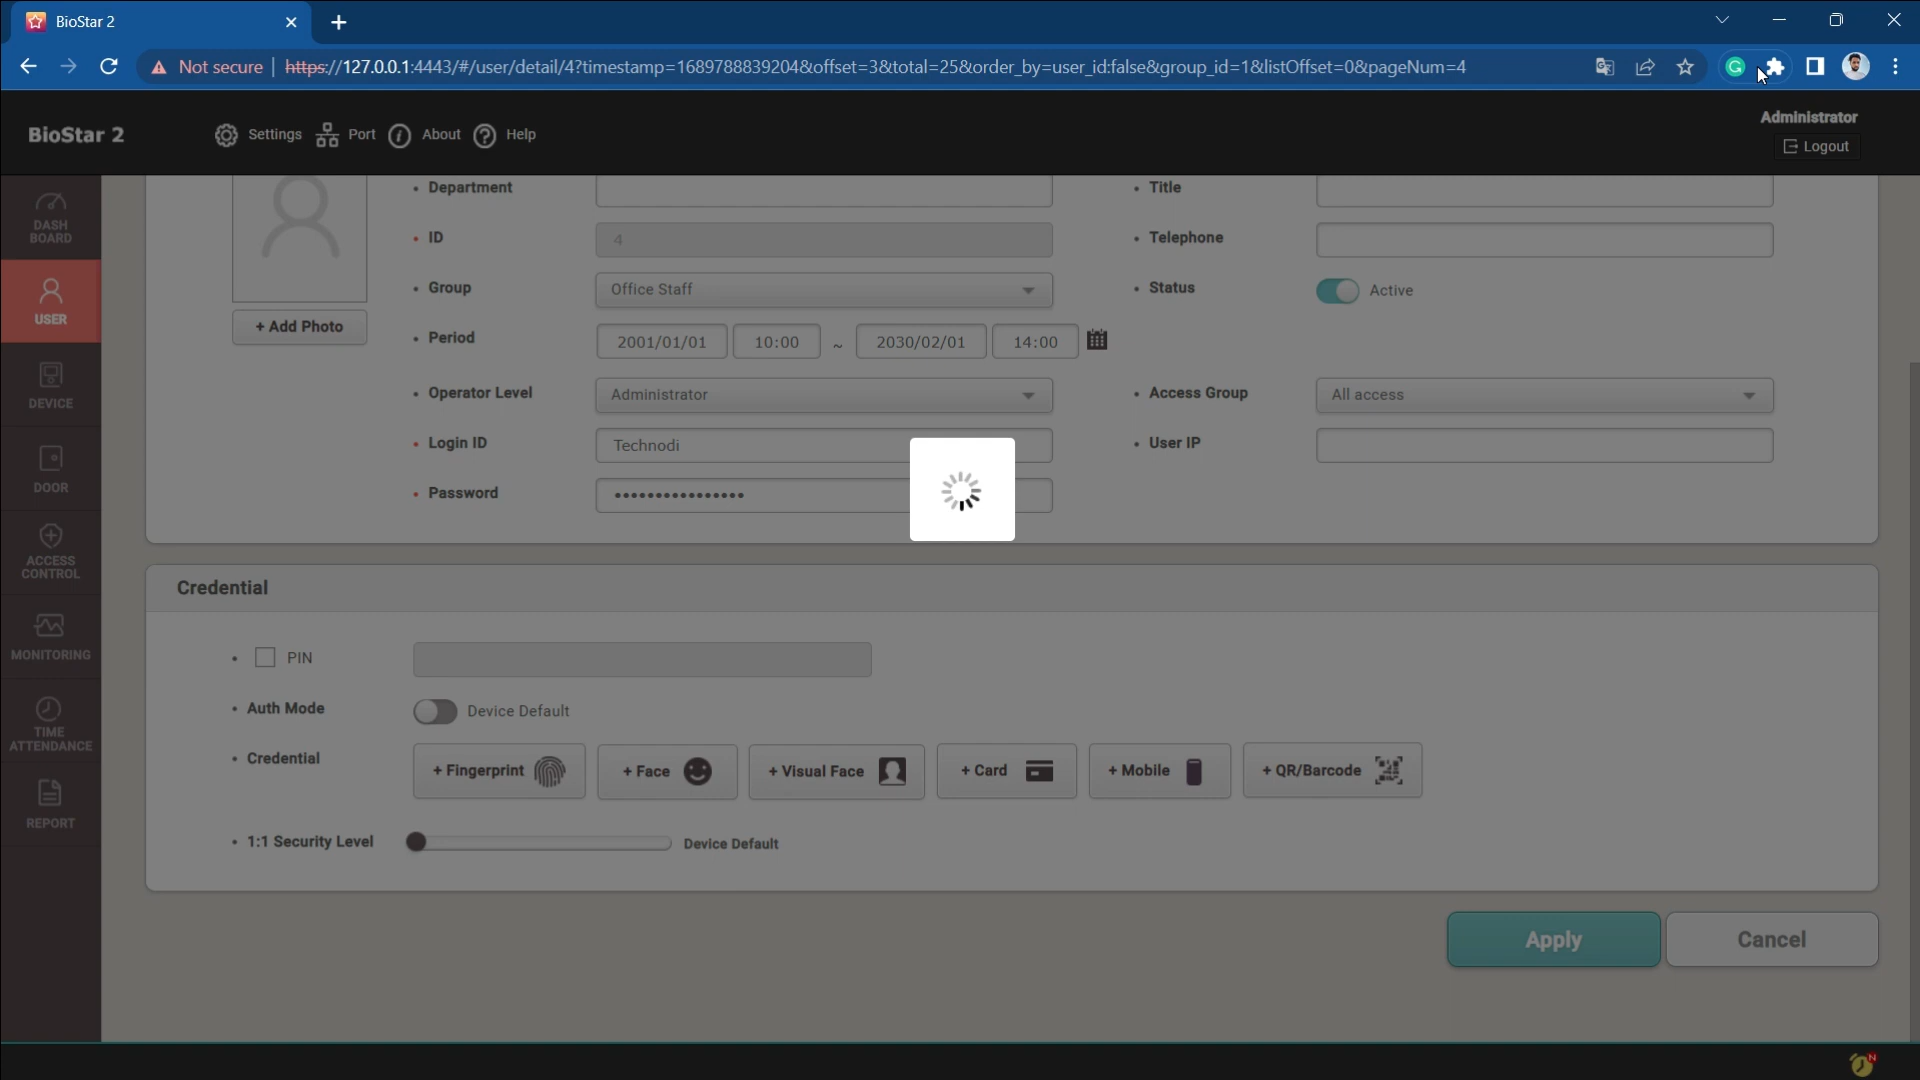 BioStar 2
Not secure | https://127.0.0.1:4443/#/user/detail/4?timestamp=1689788839204&offset=3&total=25&order_by=user_id:false&group_id=1&listOffset=0&pageNum=4
BioStar 2
Settings
Port
About
Help
Administrator
Logout
DASH
BOARD
USER
DEVICE
DOOR
ACCESS
CONTROL
MONITORING
TIME
ATTENDANCE
REPORT
+ Add Photo
• Department
• Title
• ID
4
• Telephone
• Group
Office Staff
• Status
Active
• Period
2001/01/01 10:00 ~ 2030/02/01 14:00
• Operator Level
Administrator
• Access Group
All access
• Login ID
Technodi
• User IP
• Password
••••••••••••••••
Credential
• PIN
• Auth Mode
Device Default
• Credential
+ Fingerprint
+ Face
+ Visual Face
+ Card
+ Mobile
+ QR/Barcode
• 1:1 Security Level
Device Default
Apply
Cancel
N